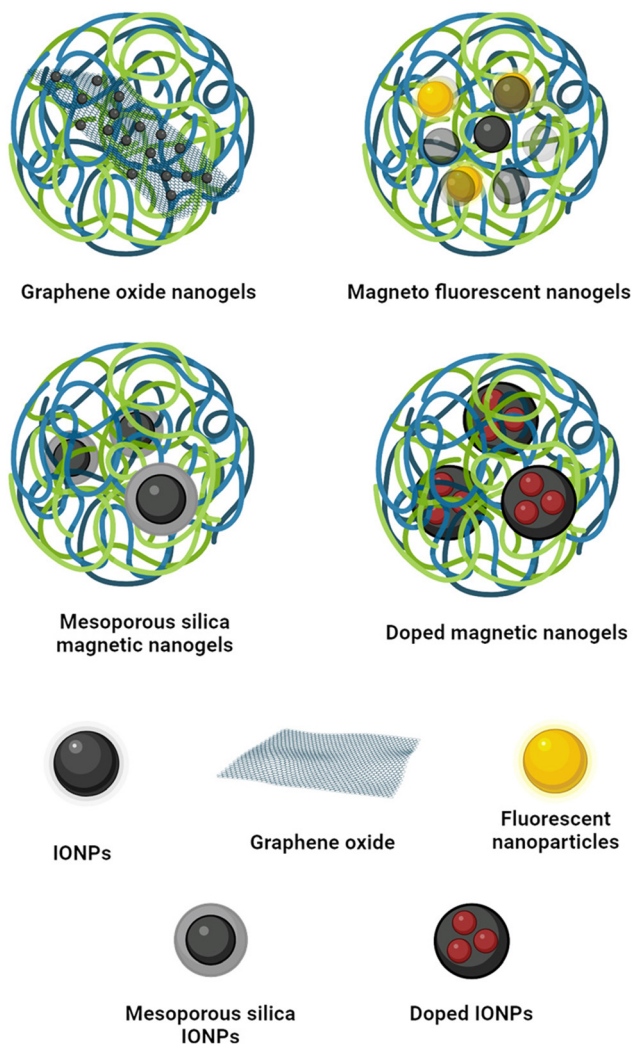 Graphene oxide nanogels
Magneto fluorescent nanogels
Mesoporous silica
magnetic nanogels
Doped magnetic nanogels
IONPs
Graphene oxide
Fluorescent
nanoparticles
Mesoporous silica
IONPs
Doped IONPs